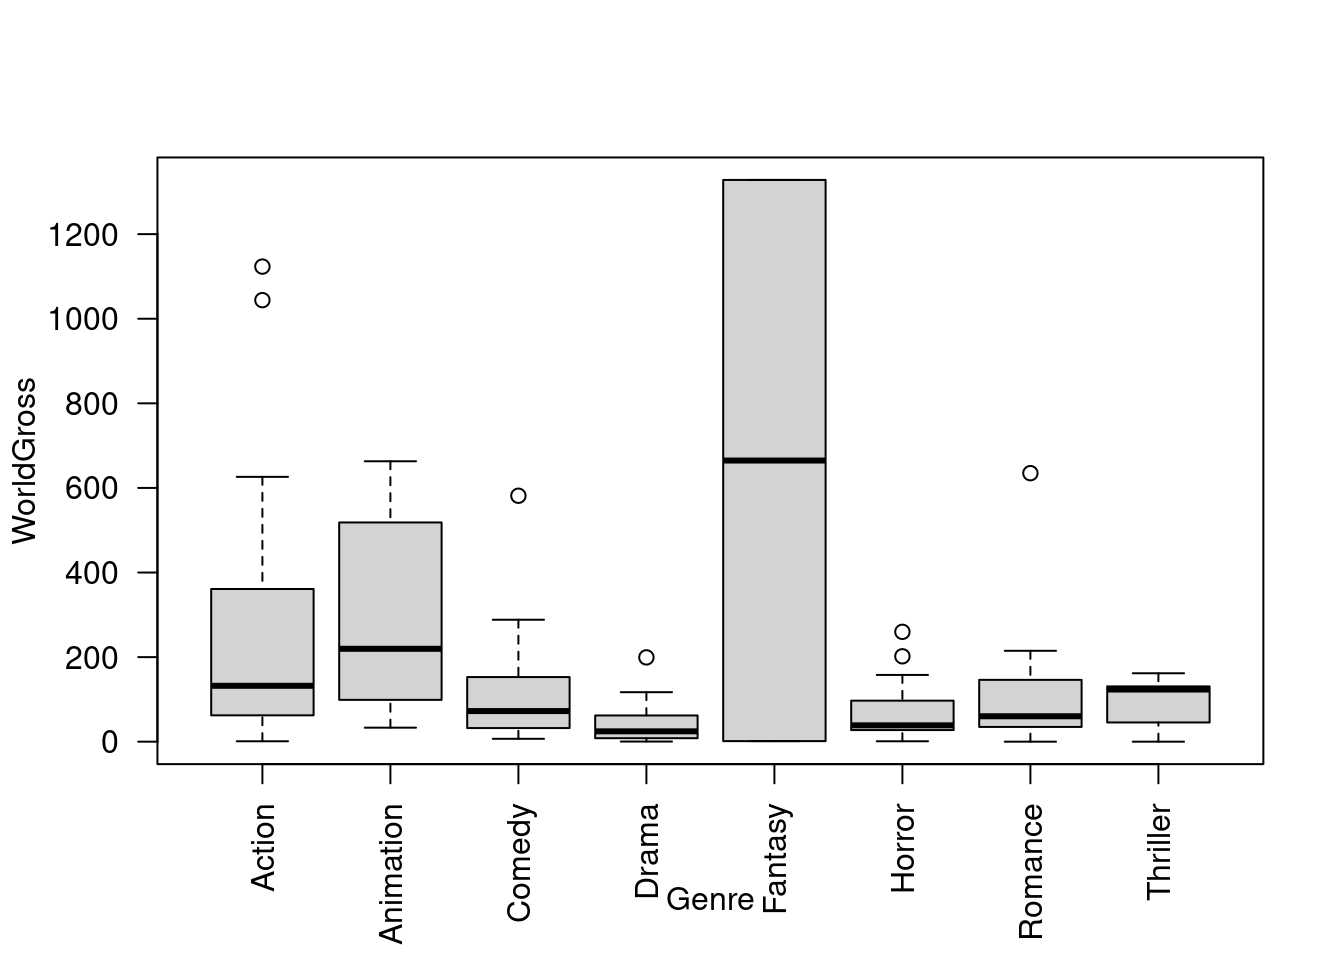 WorldGross
1200
1000
800
600
400
200
0
Action
Animation
Comedy
Drama
Fantasy
Horror
Romance
Thriller
Genre